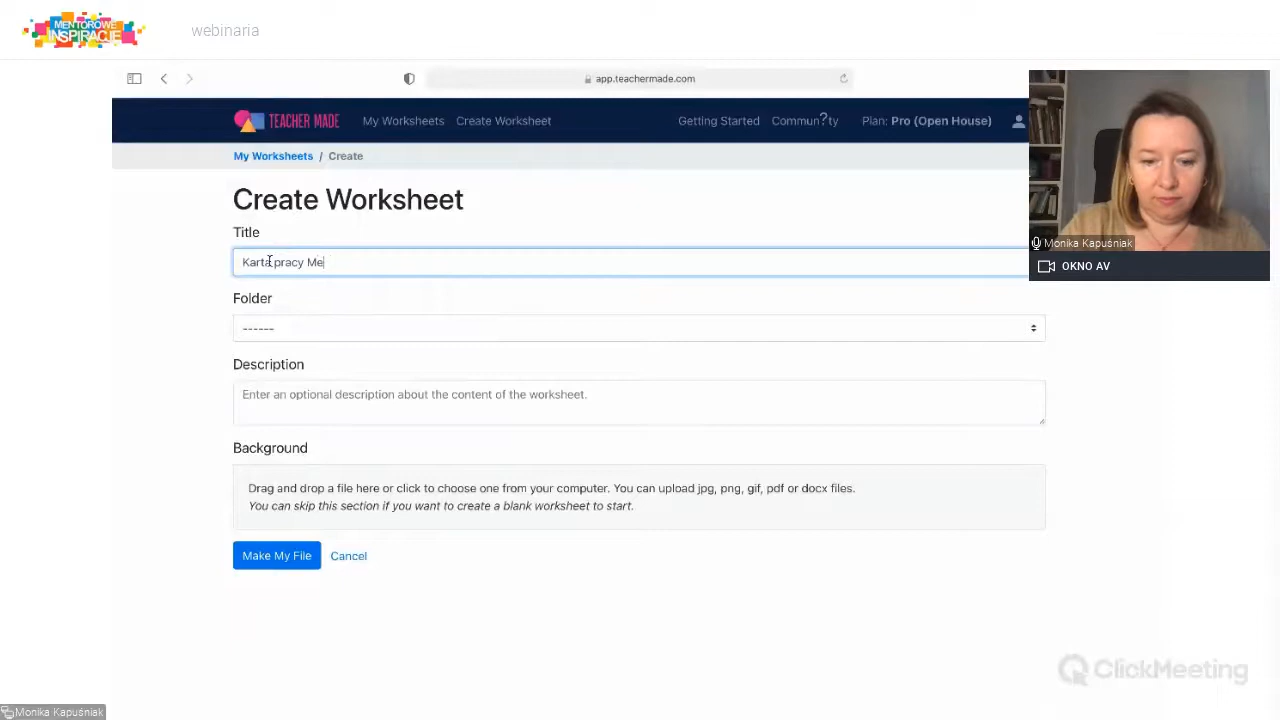 MENTOROWE
INSPIRACJE
webinaria
app.teachermade.com
TEACHER MADE
My Worksheets
Create Worksheet
Getting Started
Commun?ty
Plan: Pro (Open House)
My Worksheets / Create
Create Worksheet
Title
Karta pracy Me
Folder
------
Description
Enter an optional description about the content of the worksheet.
Background
Drag and drop a file here or click to choose one from your computer. You can upload jpg, png, gif, pdf or docx files.
You can skip this section if you want to create a blank worksheet to start.
Make My File
Cancel
Monika Kapuśniak
OKNO AV
ClickMeeting
Monika Kapuśniak